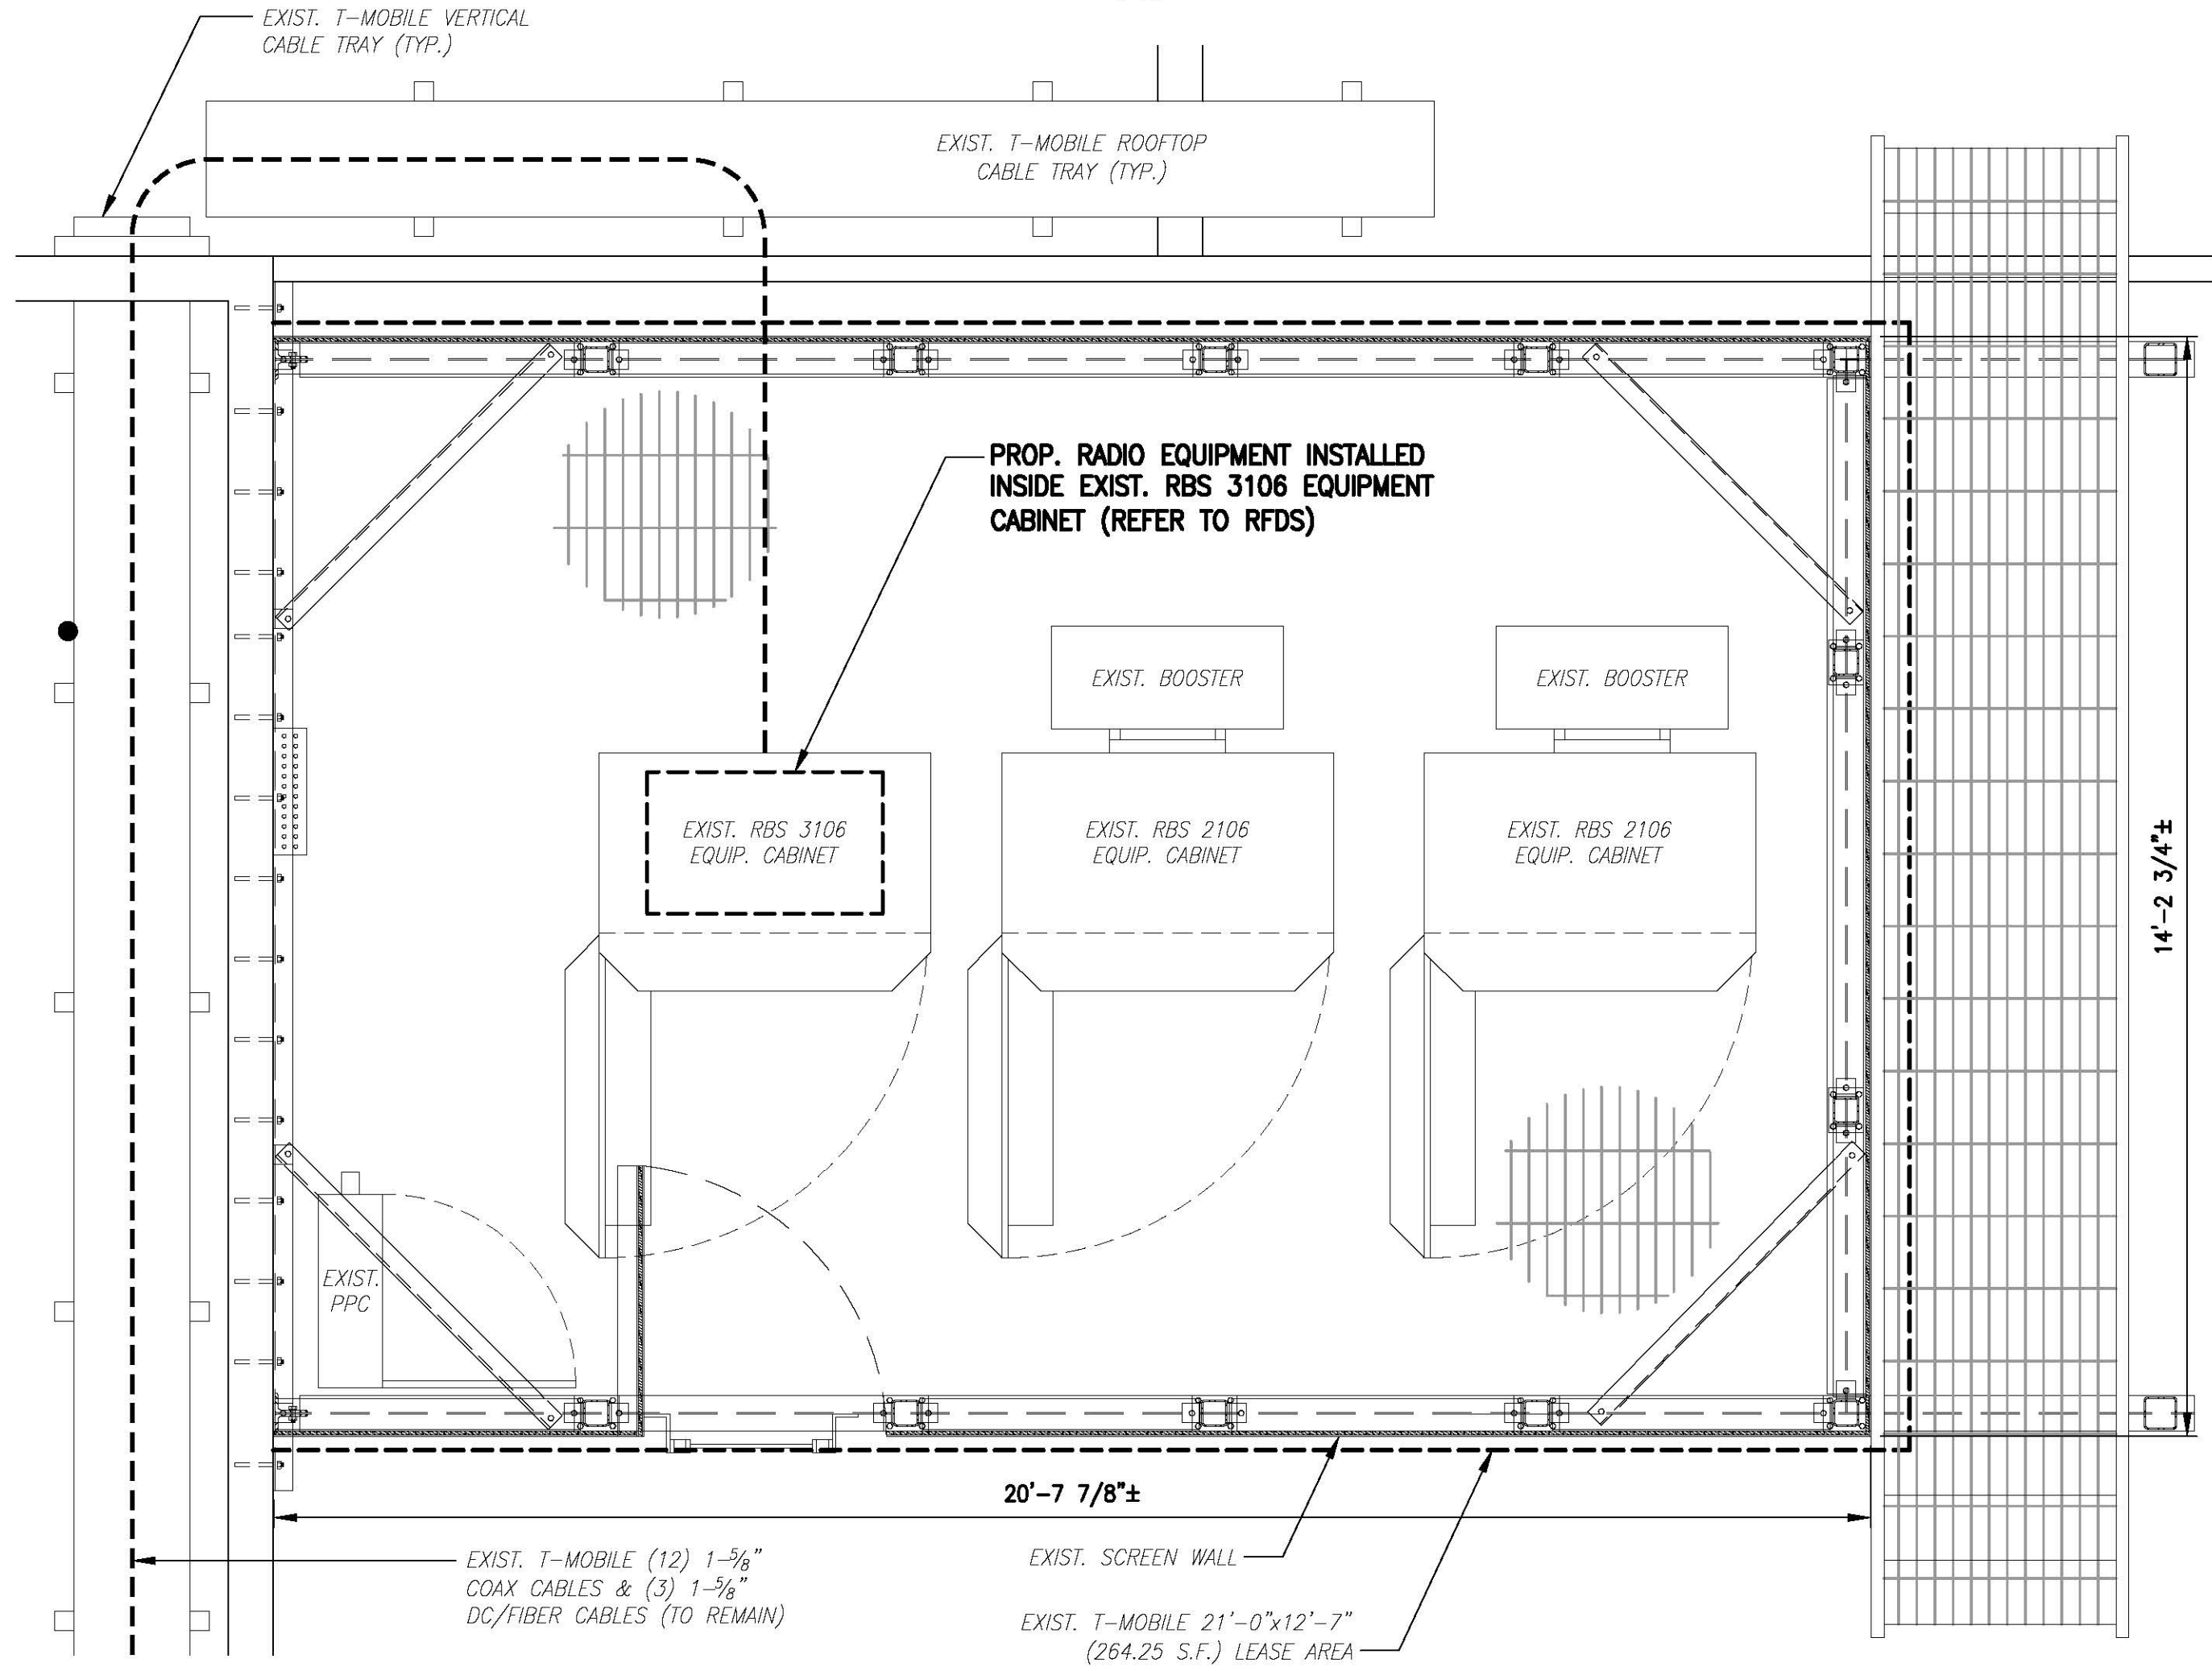 EXIST. T-MOBILE VERTICAL
CABLE TRAY (TYP.)
EXIST. T-MOBILE ROOFTOP
CABLE TRAY (TYP.)
PROP. RADIO EQUIPMENT INSTALLED
INSIDE EXIST. RBS 3106 EQUIPMENT
CABINET (REFER TO RFDS)
EXIST. BOOSTER
EXIST. BOOSTER
EXIST. RBS 3106
EQUIP. CABINET
EXIST. RBS 2106
EQUIP. CABINET
EXIST. RBS 2106
EQUIP. CABINET
14'-2 3/4"±
EXIST.
PPC
20'-7 7/8"±
EXIST. T-MOBILE (12) 1-5/8"
COAX CABLES & (3) 1-5/8"
DC/FIBER CABLES (TO REMAIN)
EXIST. SCREEN WALL
EXIST. T-MOBILE 21'-0"x12'-7"
(264.25 S.F.) LEASE AREA